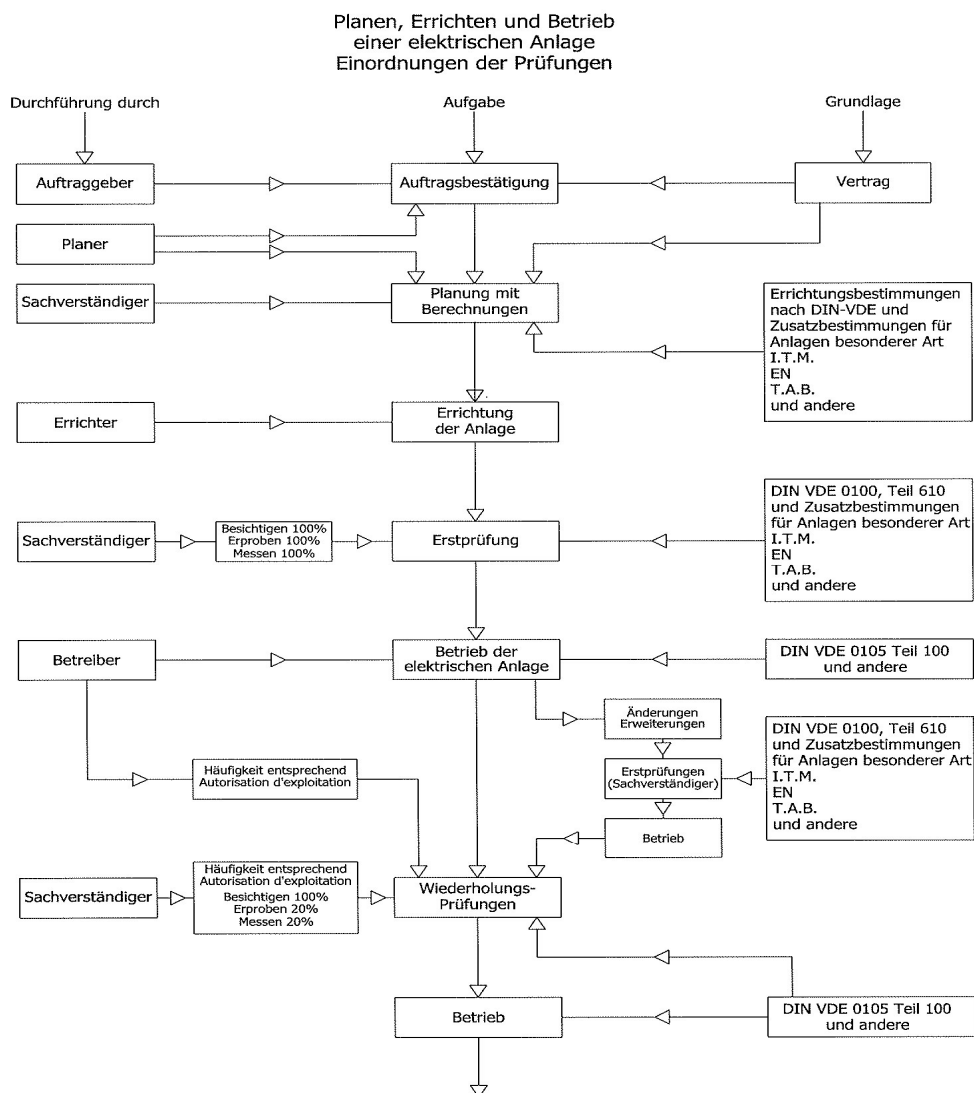 Planen, Errichten und Betrieb
einer elektrischen Anlage
Einordnungen der Prüfungen
Durchführung durch
Aufgabe
Grundlage
Auftraggeber
Auftragsbestätigung
Vertrag
Planer
Sachverständiger
Planung mit
Berechnungen
Errichtungsbestimmungen
nach DIN-VDE und
Zusatzbestimmungen für
Anlagen besonderer Art
I.T.M.
EN
T.A.B.
und andere
Errichter
Errichtung
der Anlage
Sachverständiger
Besichtigen 100%
Erproben 100%
Messen 100%
Erstprüfung
DIN VDE 0100, Teil 610
und Zusatzbestimmungen
für Anlagen besonderer Art
I.T.M.
EN
T.A.B.
und andere
Betreiber
Betrieb der
elektrischen Anlage
DIN VDE 0105 Teil 100
und andere
Änderungen
Erweiterungen
Häufigkeit entsprechend
Autorisation d'exploitation
Erstprüfungen
(Sachverständiger)
DIN VDE 0100, Teil 610
und Zusatzbestimmungen
für Anlagen besonderer Art
I.T.M.
EN
T.A.B.
und andere
Betrieb
Sachverständiger
Häufigkeit entsprechend
Autorisation d'exploitation
Besichtigen 100%
Erproben 20%
Messen 20%
Wiederholungs-
Prüfungen
Betrieb
DIN VDE 0105 Teil 100
und andere